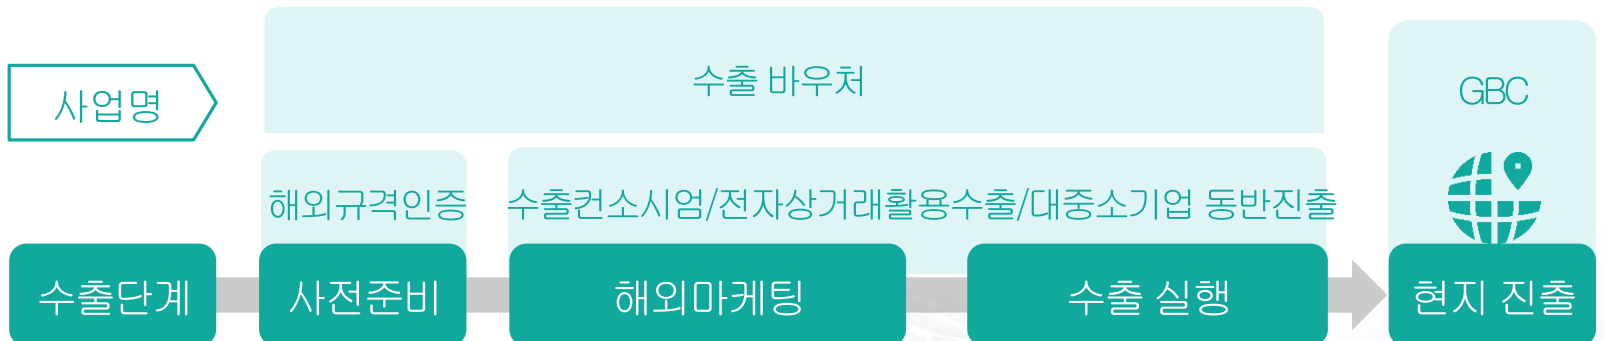 수출 바우처
GBC
사업명
해외규격인증
수출컨소시엄/전자상거래활용수출/대중소기업 동반진출
수출단계
사전준비
해외마케팅
수출 실행
현지 진출